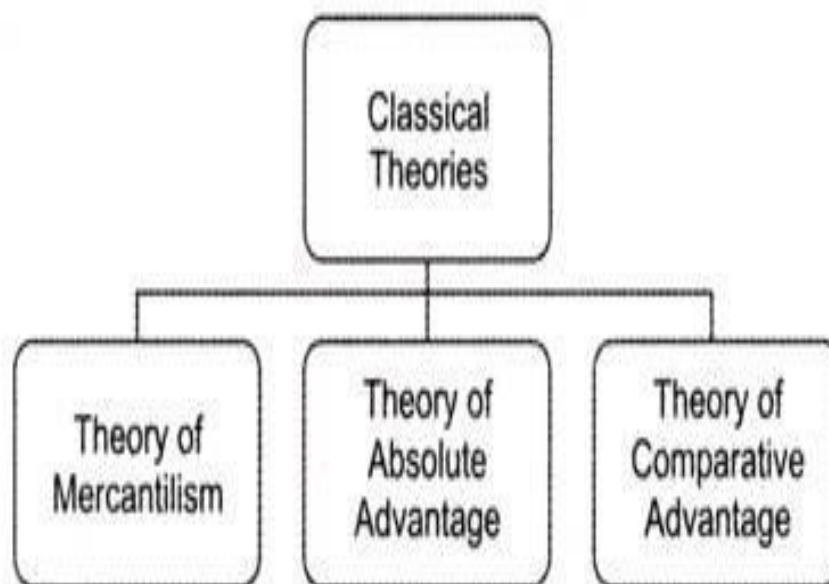 Classical
Theories
Theory of
Mercantilism
Theory of
Absolute
Advantage
Theory of
Comparative
Advantage